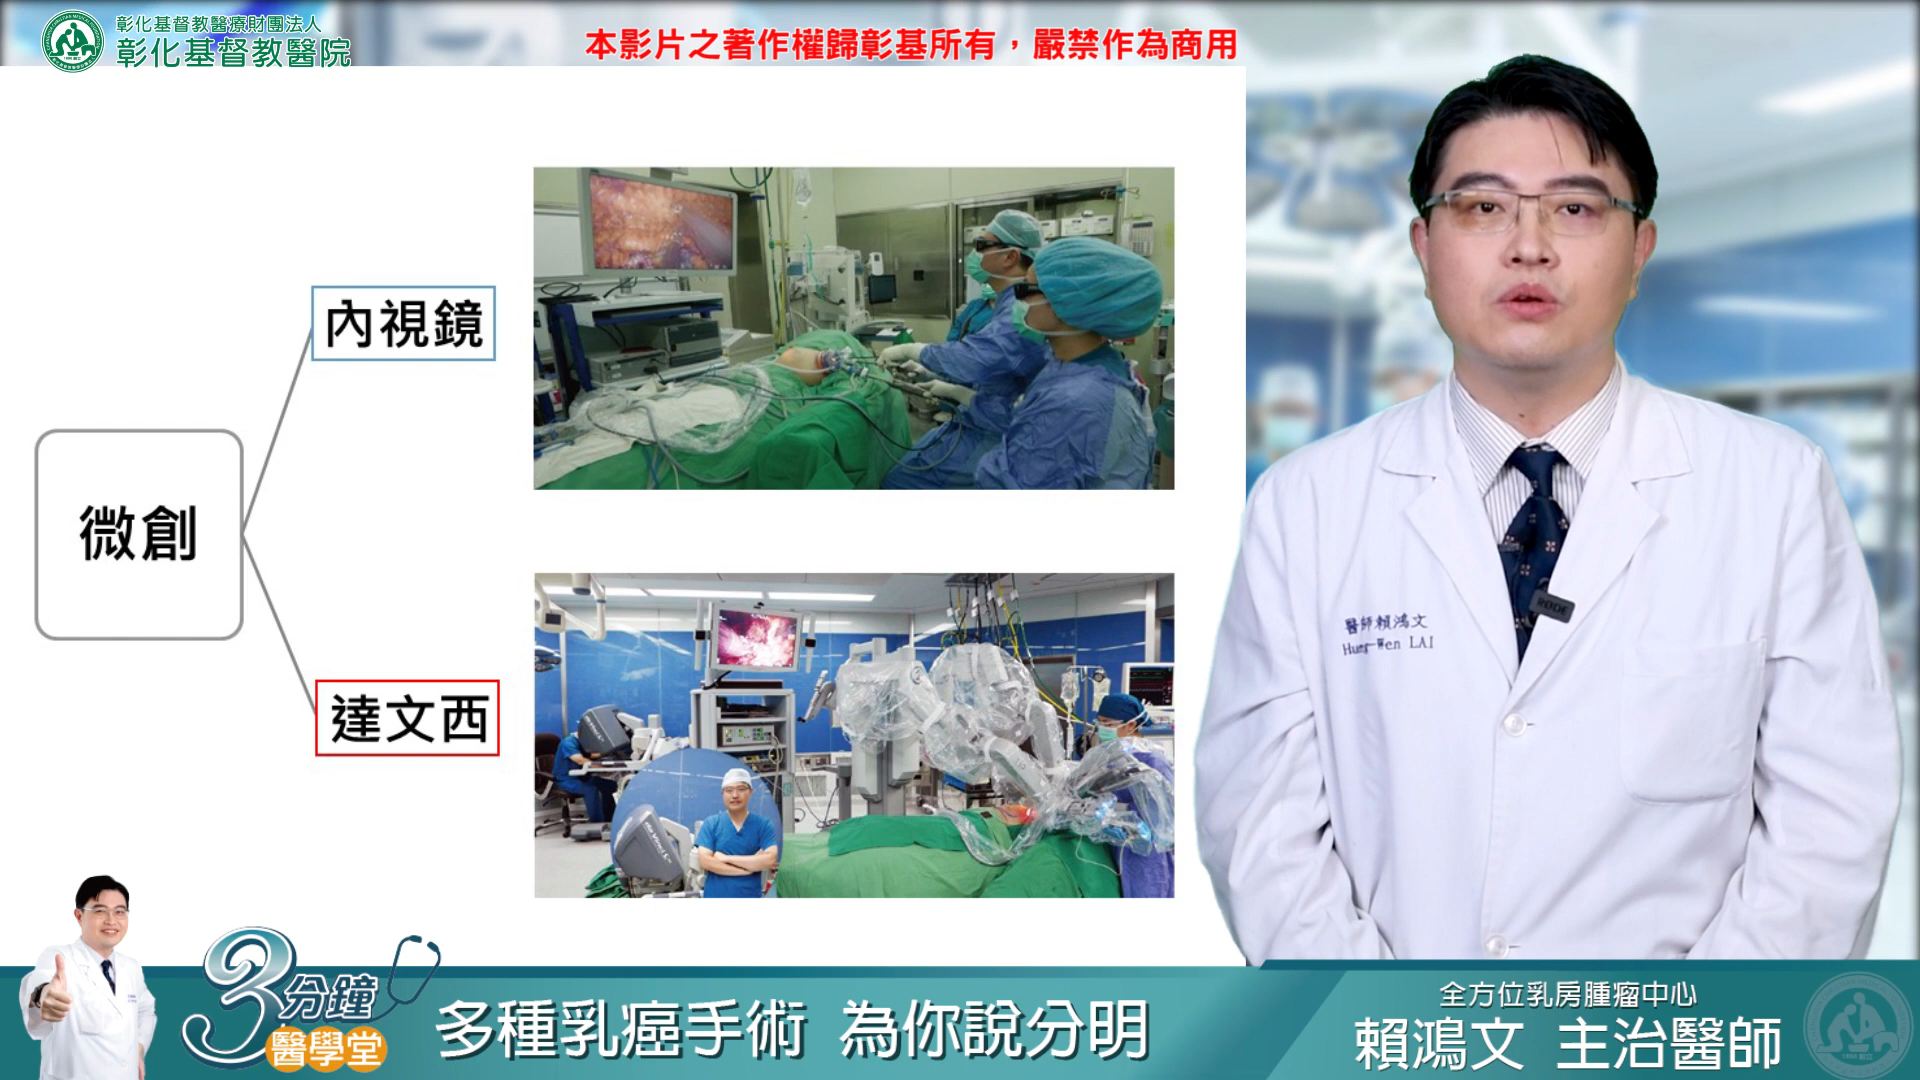 彰化基督教醫療財團法人
彰化基督教醫院
本影片之著作權歸彰基所有，嚴禁作為商用
內視鏡
微創
達文西
醫師賴鴻文
Hung-Wen LAI
RODE
da Vinci
3分鐘
醫學堂
多種乳癌手術 為你說分明
全方位乳房腫瘤中心
賴鴻文 主治醫師